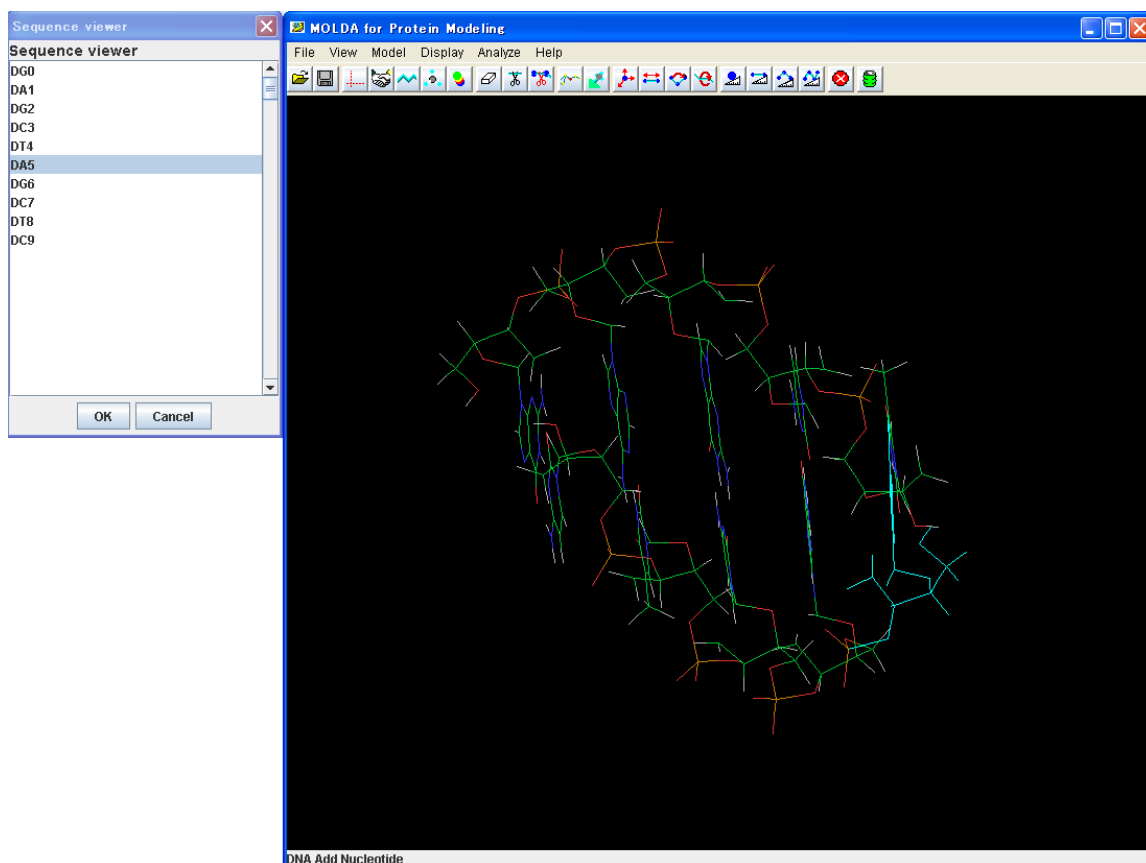 Sequence viewer
Sequence viewer
DG0
DA1
DG2
DC3
DT4
DA5
DG6
DC7
DT8
DC9
OK Cancel
MOLDA for Protein Modeling
File View Model Display Analyze Help
DNA Add Nucleotide